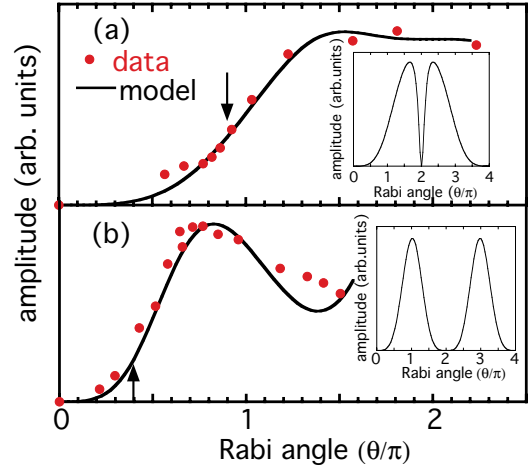 (a)
data
model
amplitude (arb.units)
0 1 2 3 4
Rabi angle (θ/π)
(b)
amplitude (arb.units)
0 1 2 3 4
Rabi angle (θ/π)
amplitude (arb. units)
0 1 2
Rabi angle (θ/π)